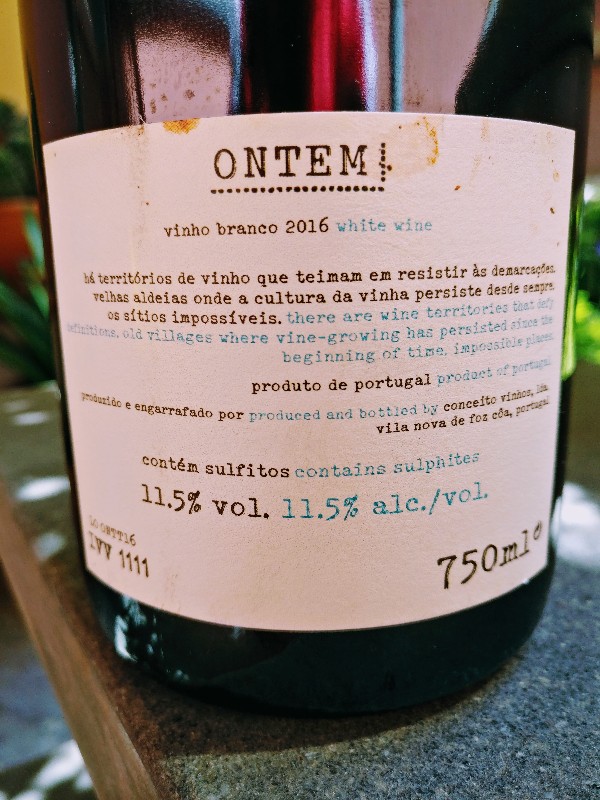 ONTEM
vinho branco 2016 white wine
há territórios de vinho que teimam em resistir às demarcações.
velhas aldeias onde a cultura da vinha persiste desde sempre.
os sítios impossíveis. there are wine territories that defy
definitions. old villages where vine-growing has persisted since the
beginning of time. impossible places.
produto de portugal product of portugal
produzido e engarrafado por produced and bottled by conceito vinhos, lda.
vila nova de foz côa, portugal
contém sulfitos contains sulphites
11.5% vol. 11.5% alc./vol.
LO ONTT16
IVV 1111
750ml e